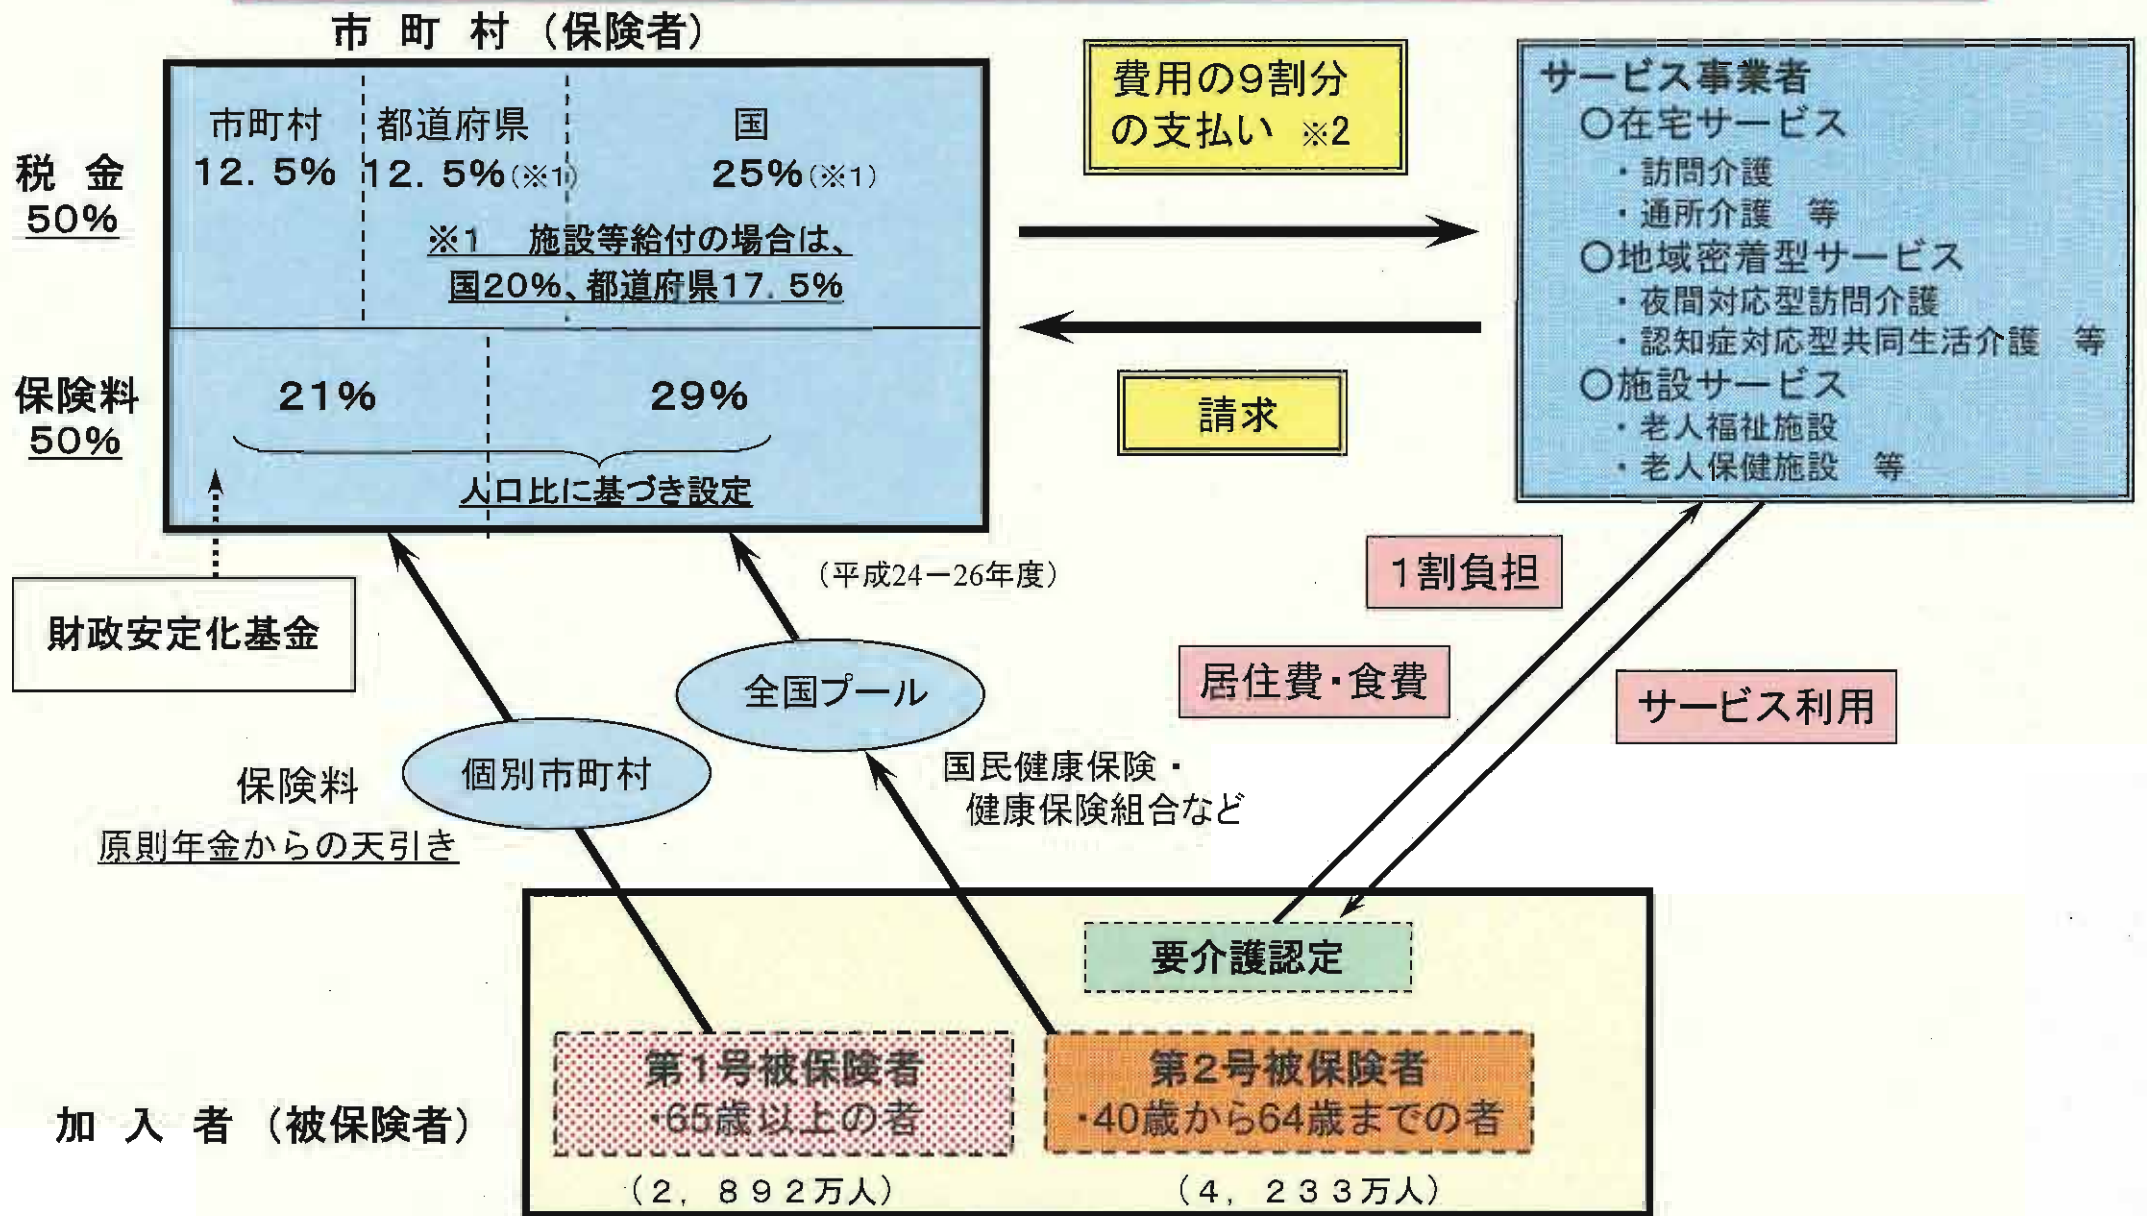 市 町 村 (保険者)
税 金
50%
市町村
12. 5%
都道府県
12. 5%(※1)
国
25%(※1)
※1 施設等給付の場合は、
国20%、都道府県17. 5%
保険料
50%
21%
29%
人口比に基づき設定
財政安定化基金
(平成24－26年度)
費用の9割分
の支払い ※2
請求
サービス事業者
○在宅サービス
・訪問介護
・通所介護 等
○地域密着型サービス
・夜間対応型訪問介護
・認知症対応型共同生活介護 等
○施設サービス
・老人福祉施設
・老人保健施設 等
1割負担
居住費・食費
サービス利用
全国プール
個別市町村
保険料
原則年金からの天引き
国民健康保険・
健康保険組合など
要介護認定
加 入 者 (被保険者)
第1号被保険者
・65歳以上の者
(2, 892万人)
第2号被保険者
・40歳から64歳までの者
(4, 233万人)